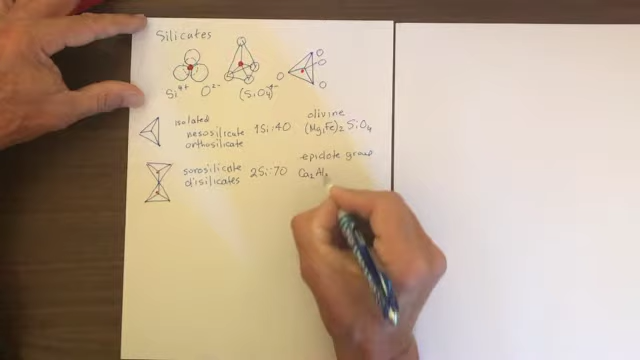 Silicates
Si⁴⁺ O²⁻ (SiO₄)⁴⁻
isolated
nesosilicate 1Si:4O
orthosilicate
olivine
(Mg,Fe)₂ SiO₄
epidote group
sorosilicate 2Si:7O Ca₂Al₂
disilicates